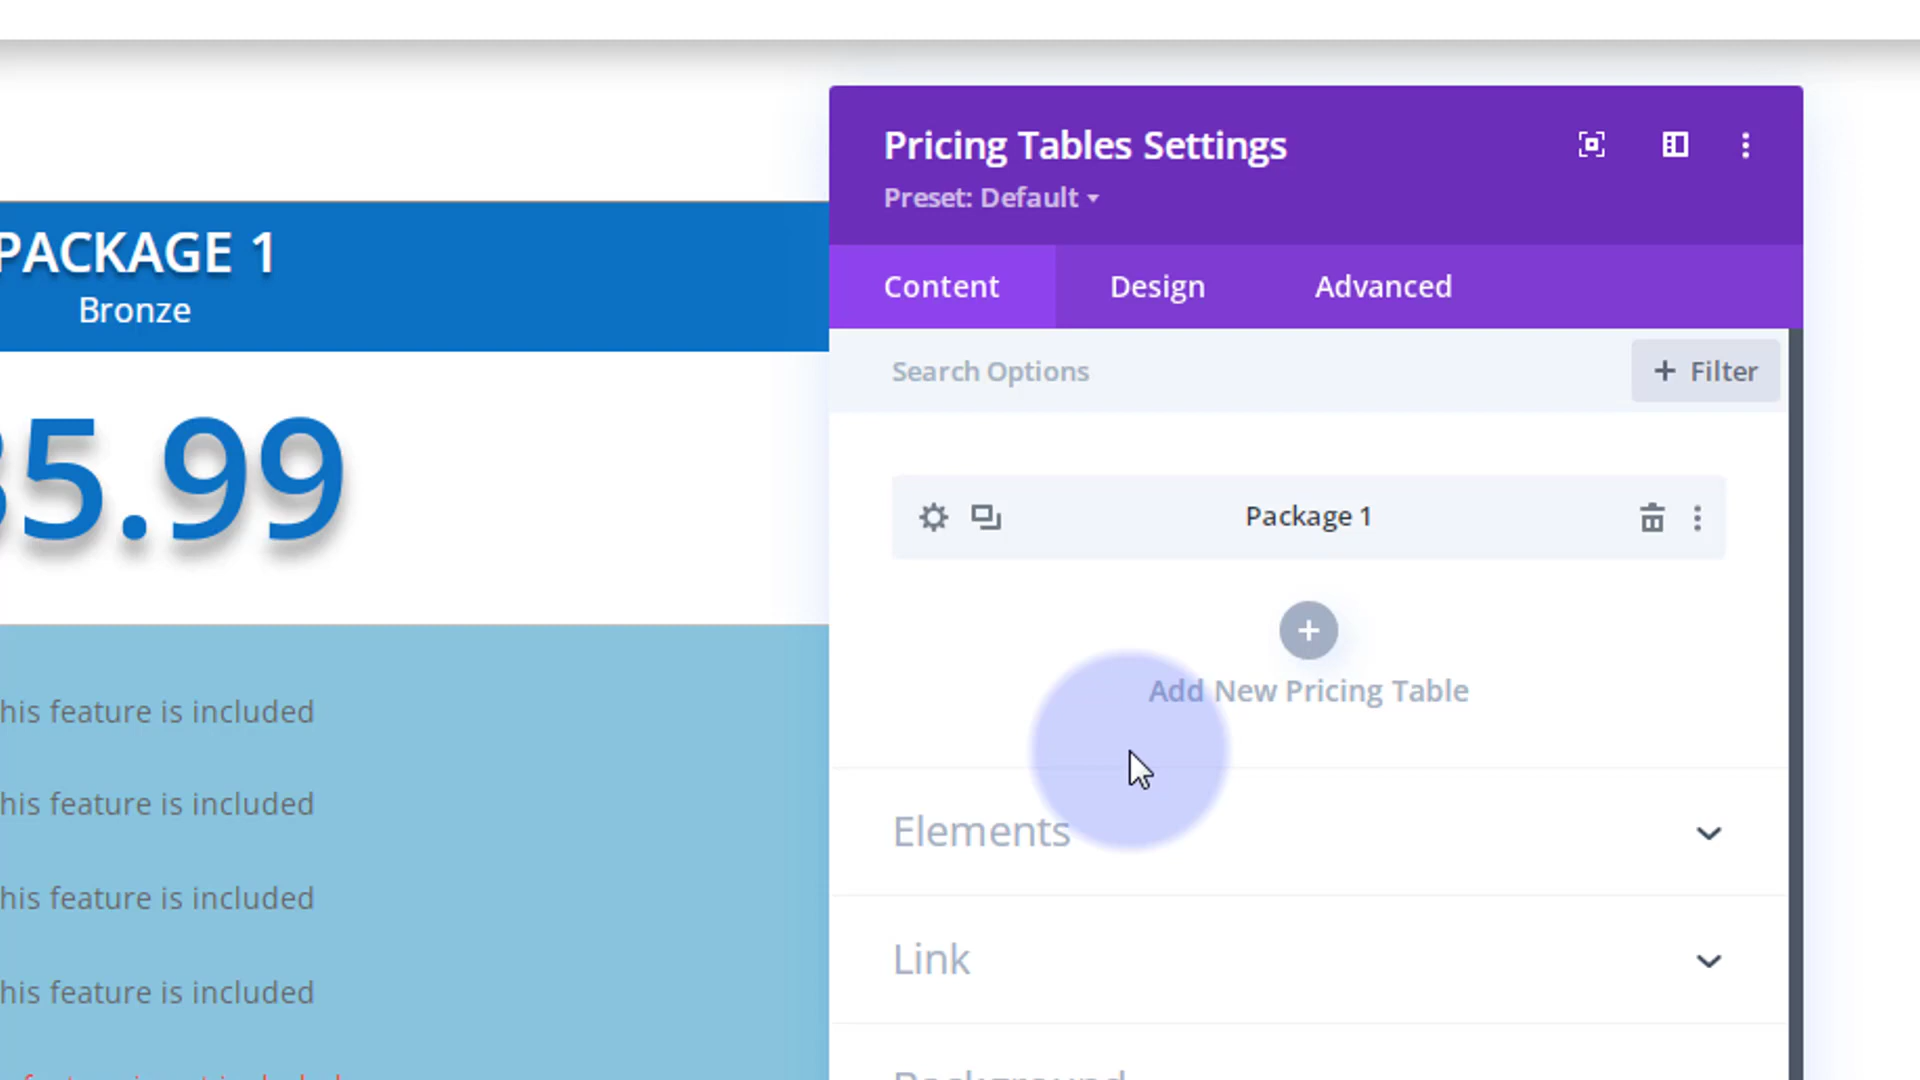 PACKAGE 1
Bronze
5.99
his feature is included
his feature is included
his feature is included
his feature is included
Pricing Tables Settings
Preset: Default
Content Design Advanced
Search Options
+ Filter
Package 1
Add New Pricing Table
Elements
Link
Background